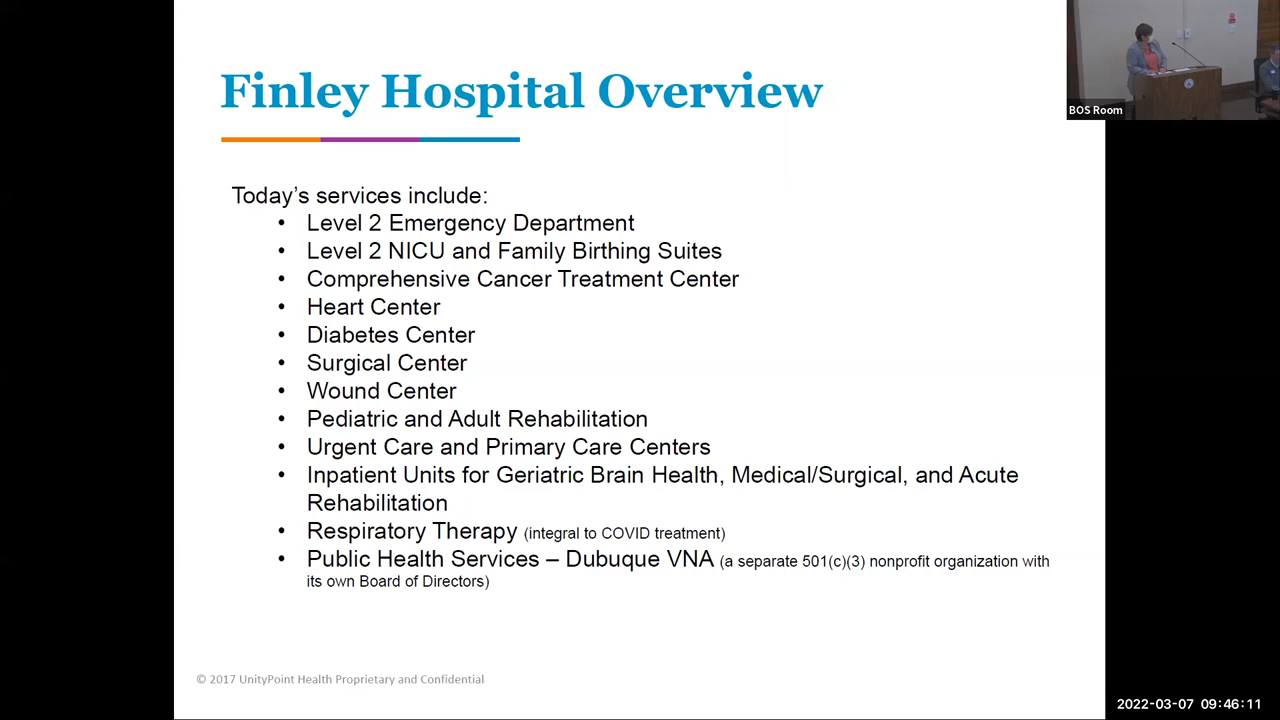 Finley Hospital Overview
BOS Room
Today's services include:
• Level 2 Emergency Department
• Level 2 NICU and Family Birthing Suites
• Comprehensive Cancer Treatment Center
• Heart Center
• Diabetes Center
• Surgical Center
• Wound Center
• Pediatric and Adult Rehabilitation
• Urgent Care and Primary Care Centers
• Inpatient Units for Geriatric Brain Health, Medical/Surgical, and Acute
Rehabilitation
• Respiratory Therapy (integral to COVID treatment)
• Public Health Services – Dubuque VNA (a separate 501(c)(3) nonprofit organization with
its own Board of Directors)
© 2017 UnityPoint Health Proprietary and Confidential
2022-03-07 09:46:11